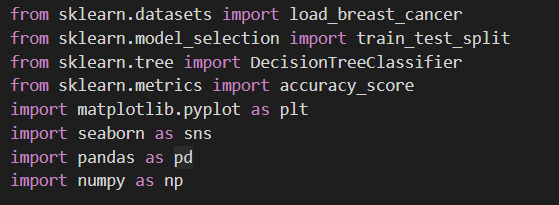 from sklearn.datasets import load_breast_cancer
from sklearn.model_selection import train_test_split
from sklearn.tree import DecisionTreeClassifier
from sklearn.metrics import accuracy_score
import matplotlib.pyplot as plt
import seaborn as sns
import pandas as pd
import numpy as np